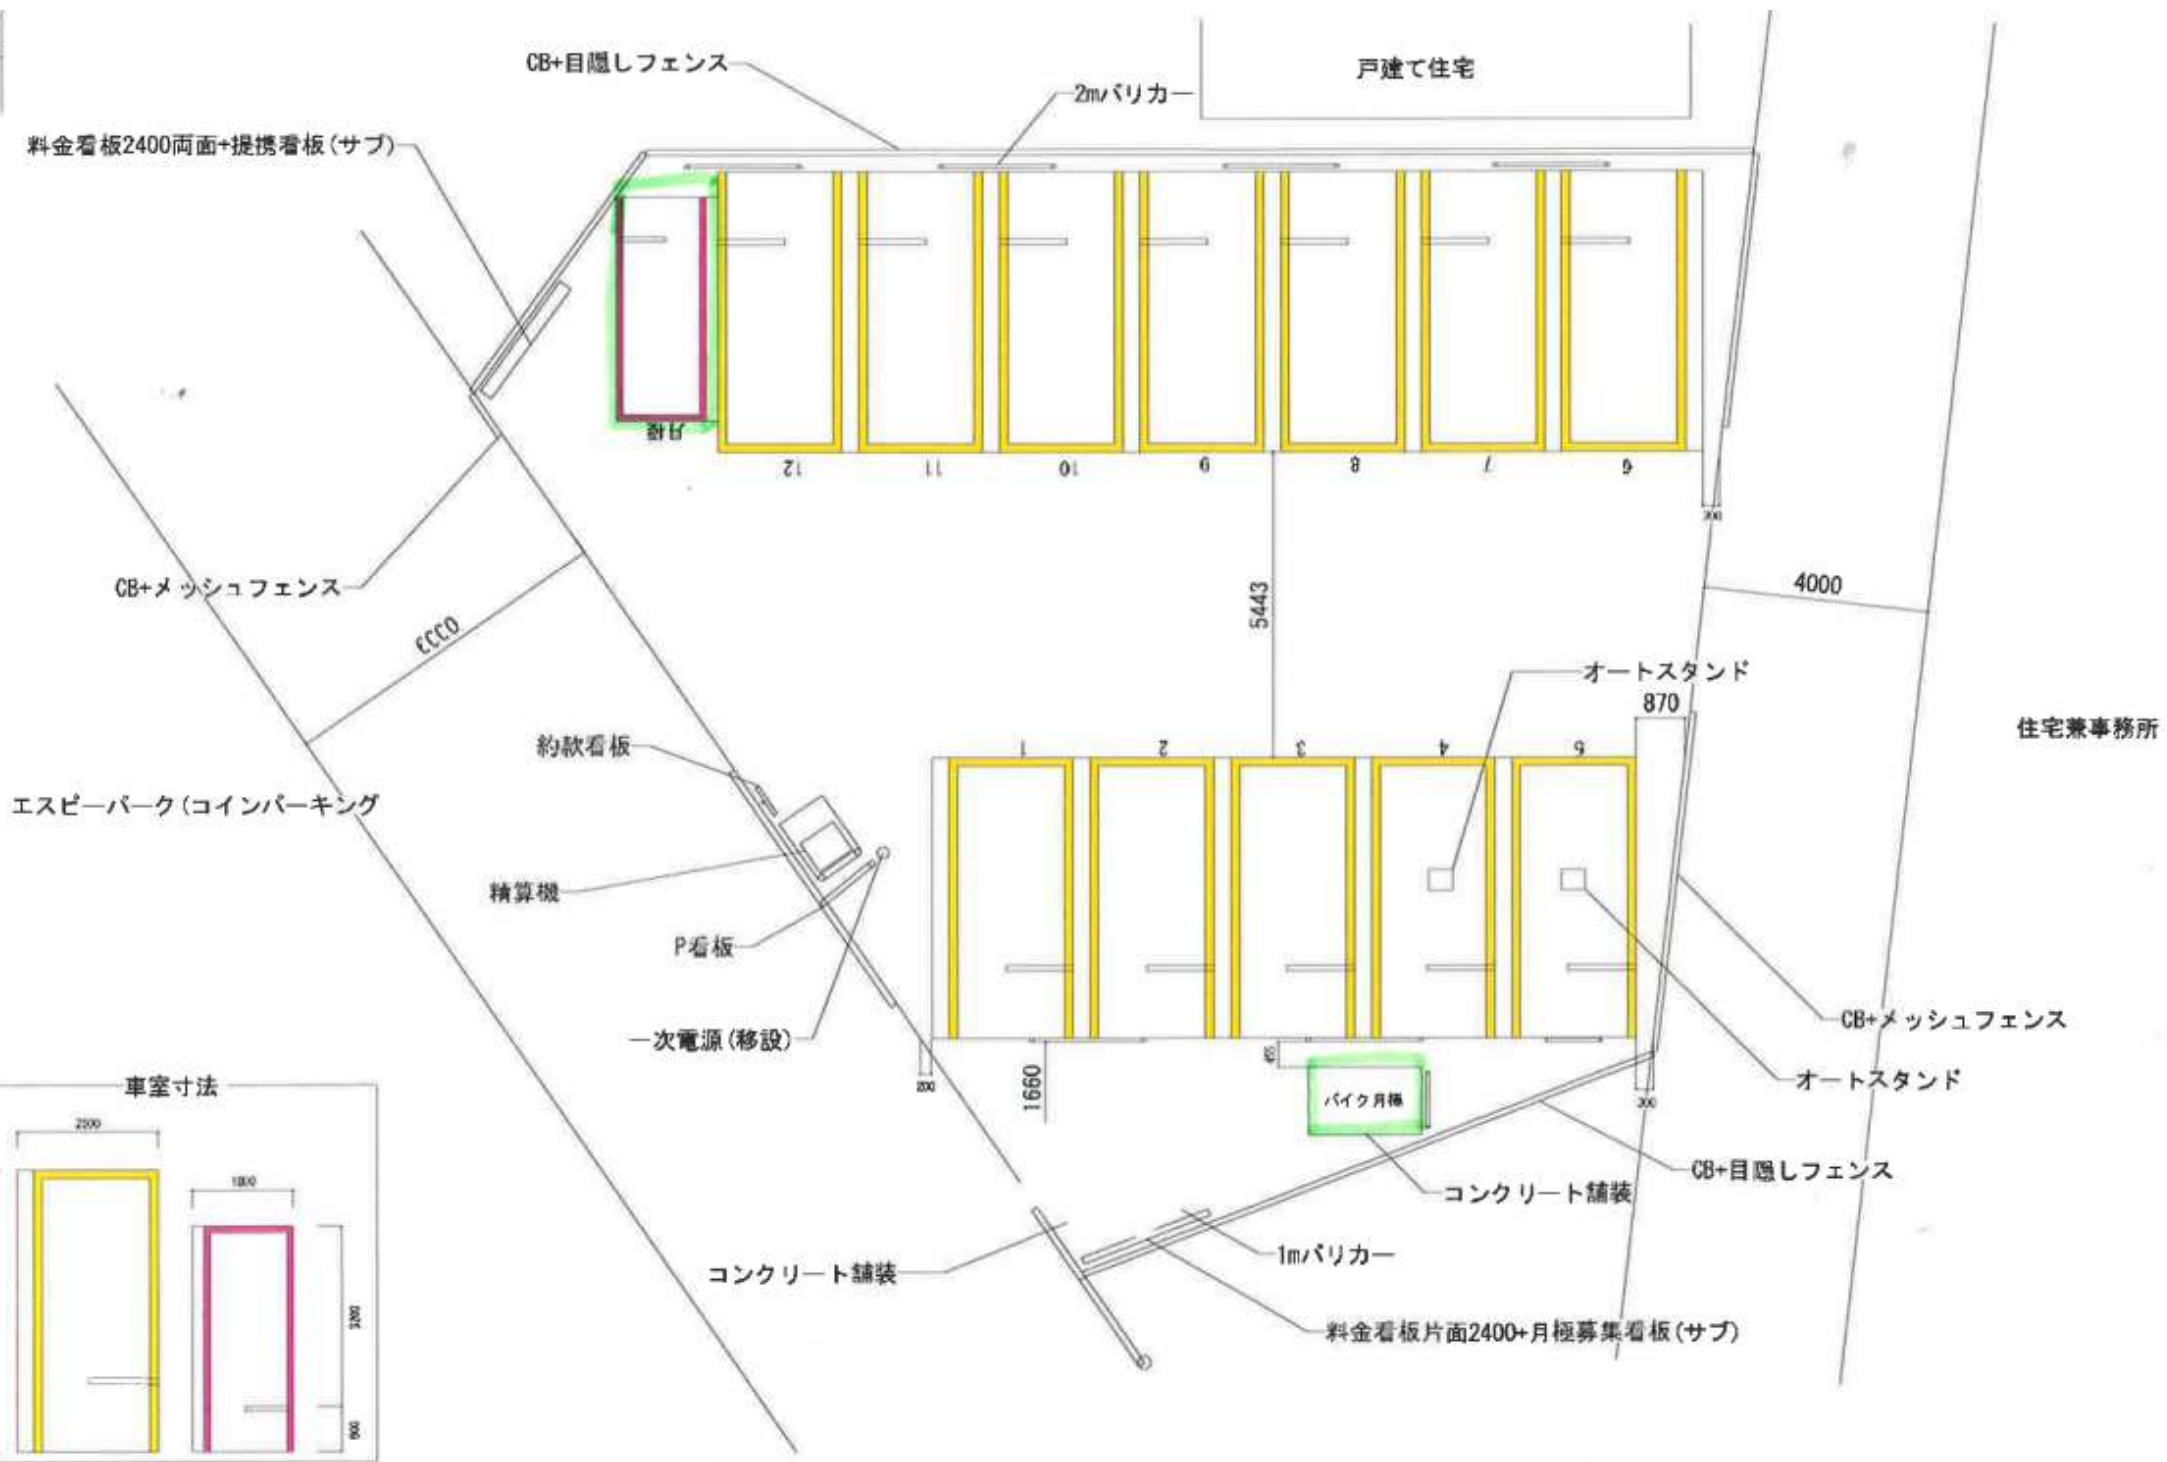 CB+目隠しフェンス
戸建て住宅
2mバリカー
料金看板2400両面+提携看板(サブ)
月極
12
11
10
9
8
7
6
200
CB+メッシュフェンス
5443
4000
オートスタンド
870
住宅兼事務所
約款看板
1
2
3
4
5
エスピーパーク(コインパーキング
精算機
P看板
一次電源(移設)
CB+メッシュフェンス
オートスタンド
200
1660
455
バイク月極
200
車室寸法
2500
1800
3200
800
CB+目隠しフェンス
コンクリート舗装
コンクリート舗装
1mバリカー
料金看板片面2400+月極募集看板(サブ)